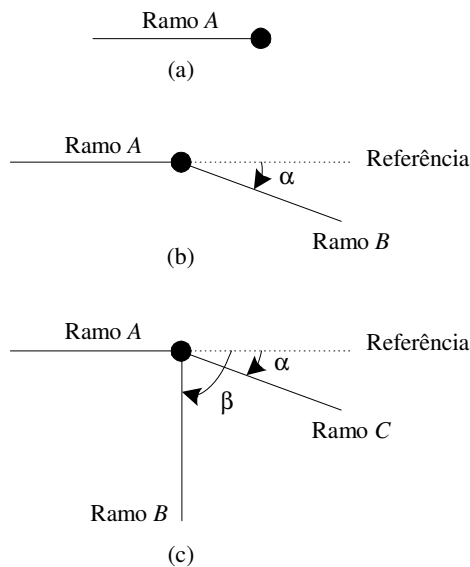 Ramo A
(a)
Ramo A
Referência
α
Ramo B
(b)
Ramo A
Referência
α
β
Ramo C
Ramo B
(c)